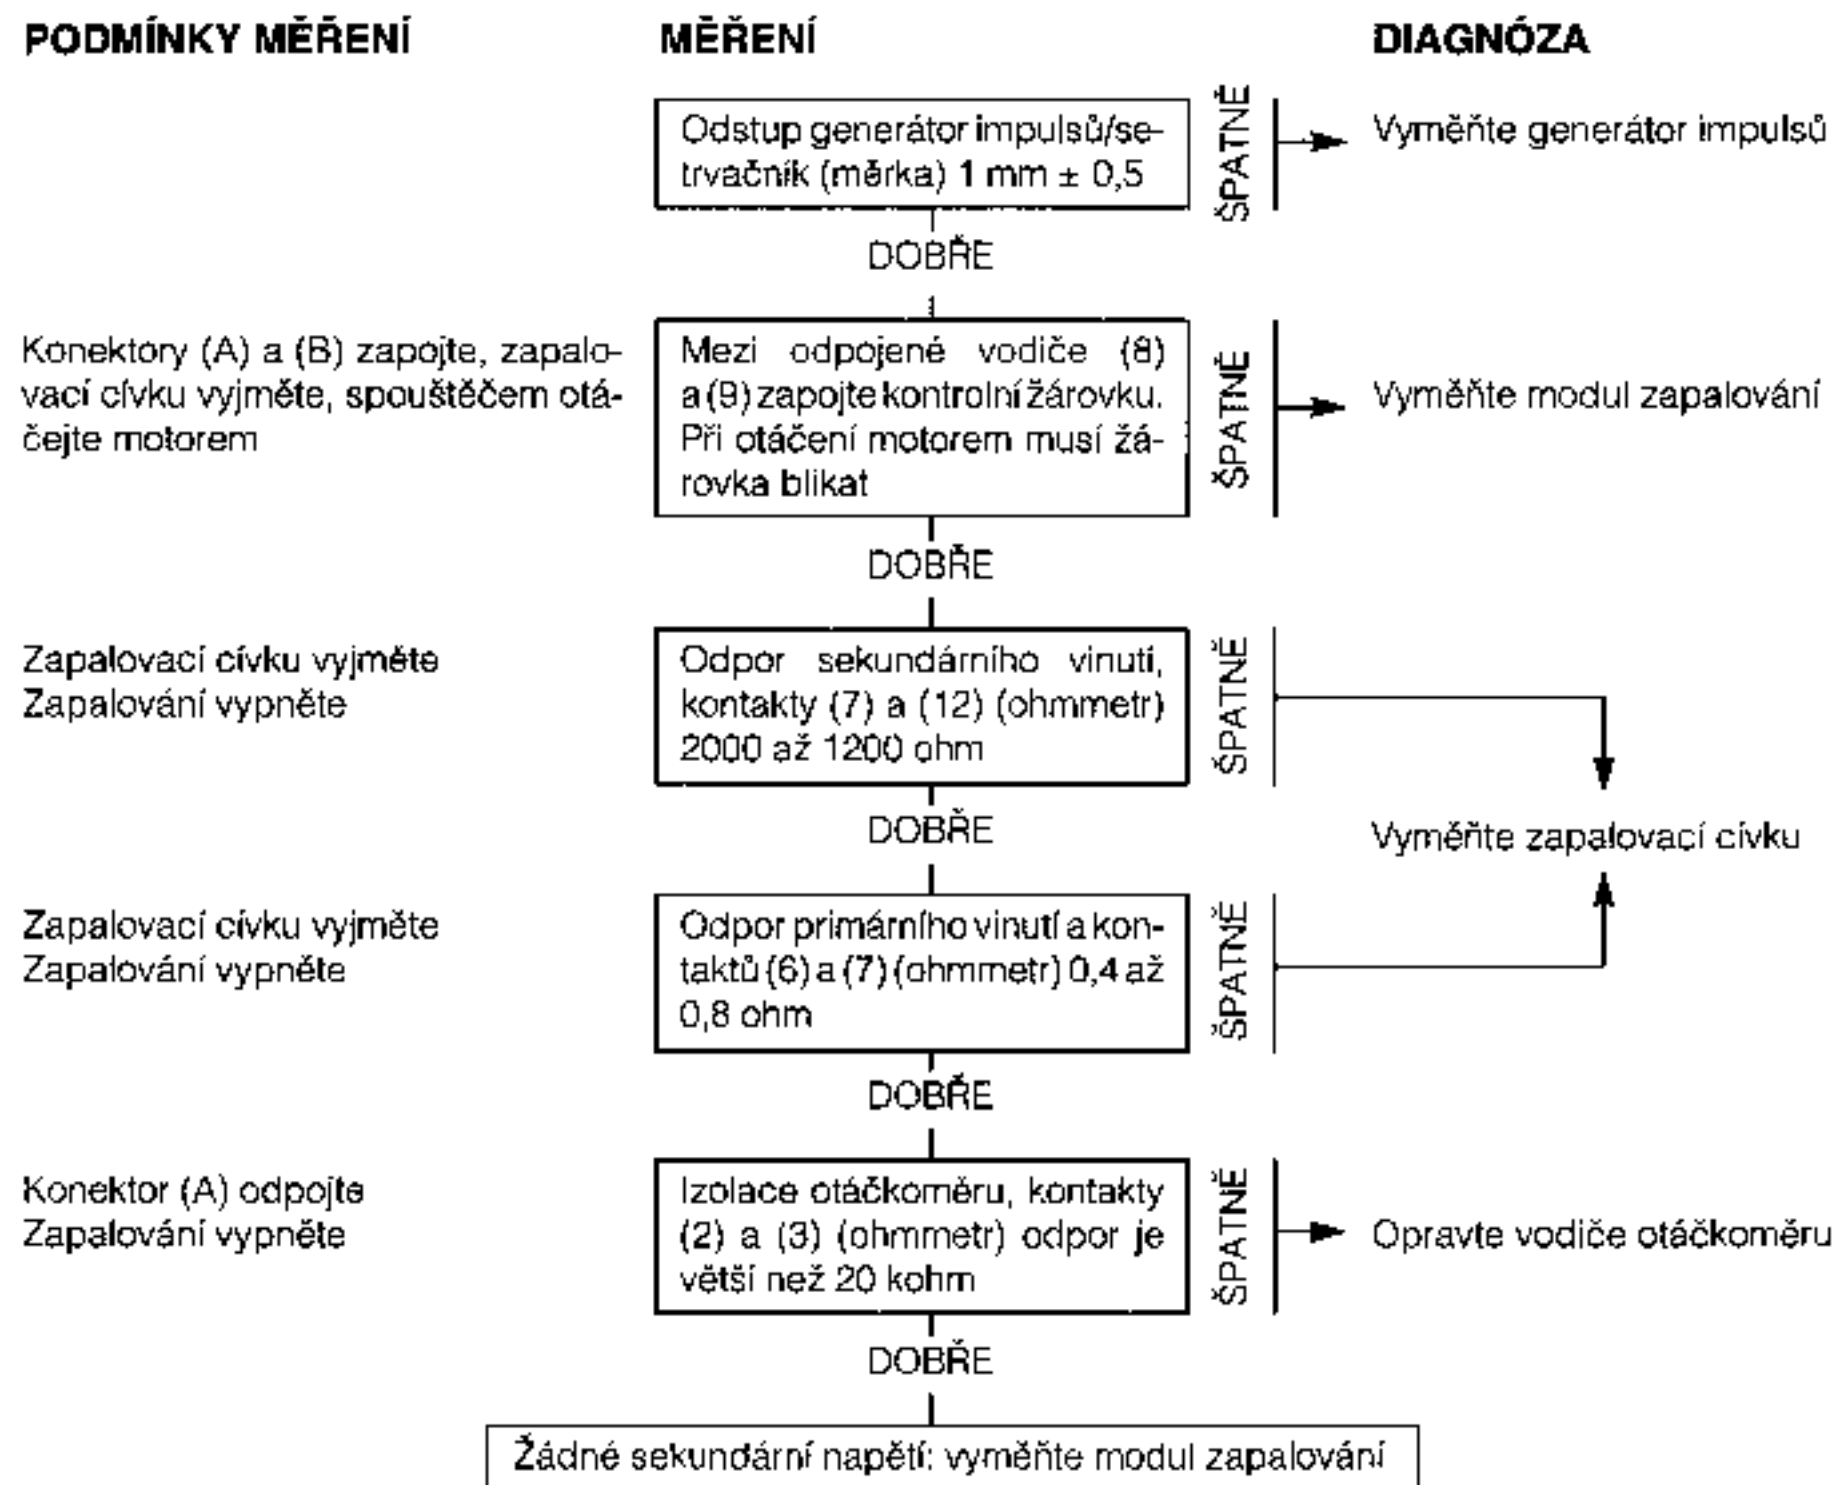 PODMÍNKY MĚŘENÍ
MĚŘENÍ
DIAGNÓZA
Odstup generátor impulsů/se-
trvačník (měrka) 1 mm ± 0,5
ŠPATNĚ
Vyměňte generátor impulsů
DOBŘE
Konektory (A) a (B) zapojte, zapalo-
vací cívku vyjměte, spouštěčem otá-
čejte motorem
Mezi odpojené vodiče (8)
a (9) zapojte kontrolní žárovku.
Při otáčení motorem musí žá-
rovka blikat
ŠPATNĚ
Vyměňte modul zapalování
DOBŘE
Zapalovací cívku vyjměte
Zapalování vypněte
Odpor sekundárního vinutí,
kontakty (7) a (12) (ohmmetr)
2000 až 1200 ohm
ŠPATNĚ
DOBŘE
Vyměňte zapalovací cívku
Zapalovací cívku vyjměte
Zapalování vypněte
Odpor primárního vinutí a kon-
taktů (6) a (7) (ohmmetr) 0,4 až
0,8 ohm
ŠPATNĚ
DOBŘE
Konektor (A) odpojte
Zapalování vypněte
Izolace otáčkoměru, kontakty
(2) a (3) (ohmmetr) odpor je
větší než 20 kohm
ŠPATNĚ
Opravte vodiče otáčkoměru
DOBŘE
Žádné sekundární napětí: vyměňte modul zapalování